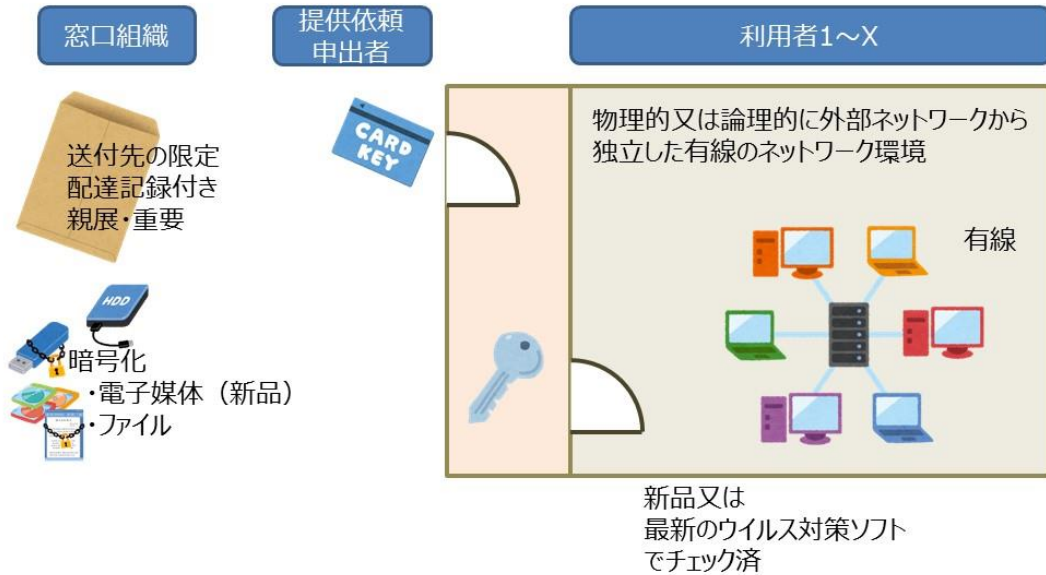 窓口組織
提供依頼
申出者
利用者1～X
送付先の限定
配達記録付き
親展・重要
CARD
KEY
物理的又は論理的に外部ネットワークから
独立した有線のネットワーク環境
有線
HDD
暗号化
・電子媒体（新品）
・ファイル
新品又は
最新のウイルス対策ソフト
でチェック済